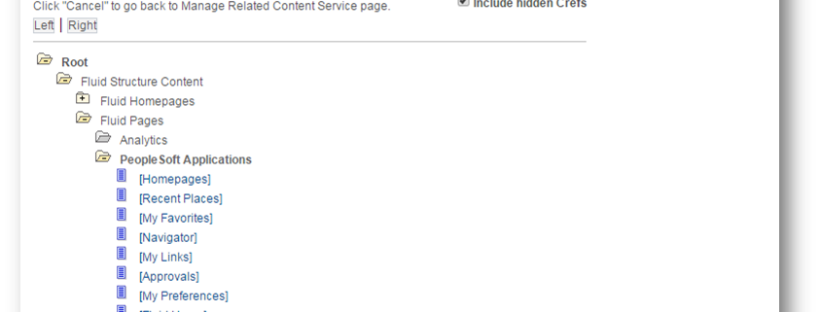 Click "Cancel" to go back to Manage Related Content Service page.
Include hidden Crefs
Left | Right
Root
Fluid Structure Content
Fluid Homepages
Fluid Pages
Analytics
PeopleSoft Applications
[Homepages]
[Recent Places]
[My Favorites]
[Navigator]
[My Links]
[Approvals]
[My Preferences]